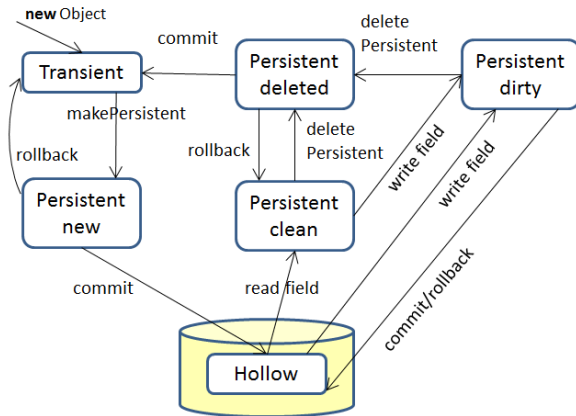 new Object
delete
Persistent
commit
Transient
Persistent
deleted
Persistent
dirty
makePersistent
delete
Persistent
rollback
rollback
write field
write field
Persistent
new
Persistent
clean
commit
read field
commit/rollback
Hollow